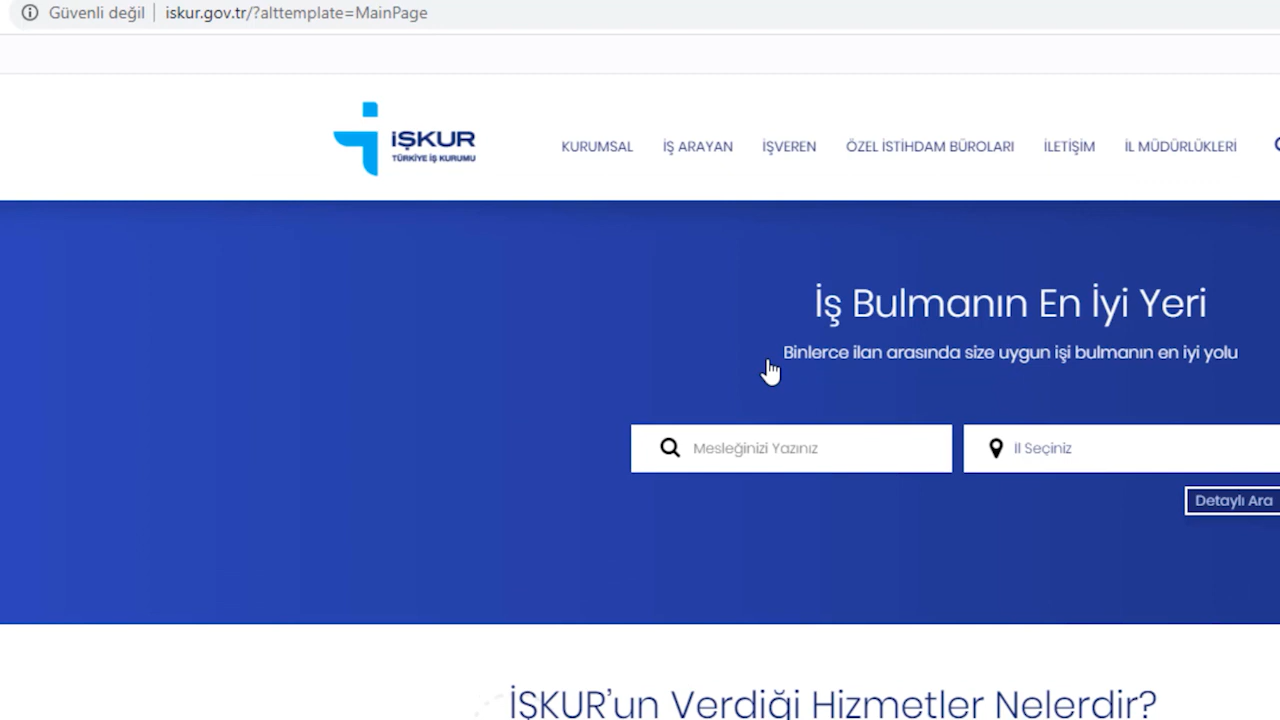 Güvenli değil iskur.gov.tr/?alttemplate=MainPage
İŞKUR
TÜRKİYE İŞ KURUMU
KURUMSAL İŞ ARAYAN İŞVEREN ÖZEL İSTİHDAM BÜROLARI İLETİŞİM İL MÜDÜRLÜKLERİ
İş Bulmanın En İyi Yeri
Binlerce ilan arasında size uygun işi bulmanın en iyi yolu
Mesleğinizi Yazınız İl Seçiniz
Detaylı Ara
İŞKUR'un Verdiği Hizmetler Nelerdir?